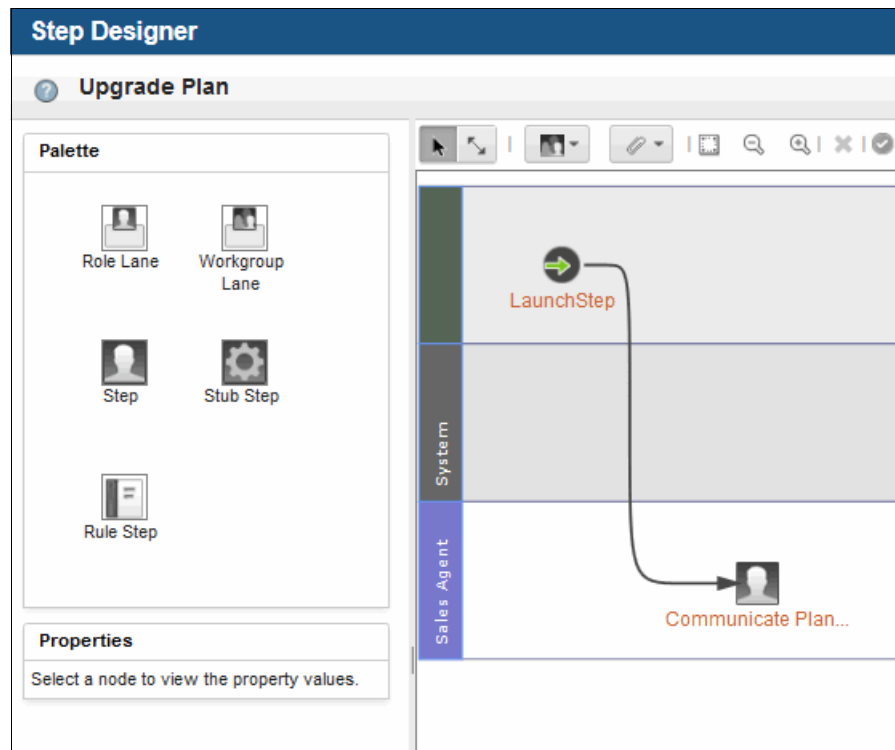 Step Designer
Upgrade Plan
Palette
Role Lane
Workgroup
Lane
Step
Stub Step
Rule Step
Properties
Select a node to view the property values.
LaunchStep
System
Sales Agent
Communicate Plan...